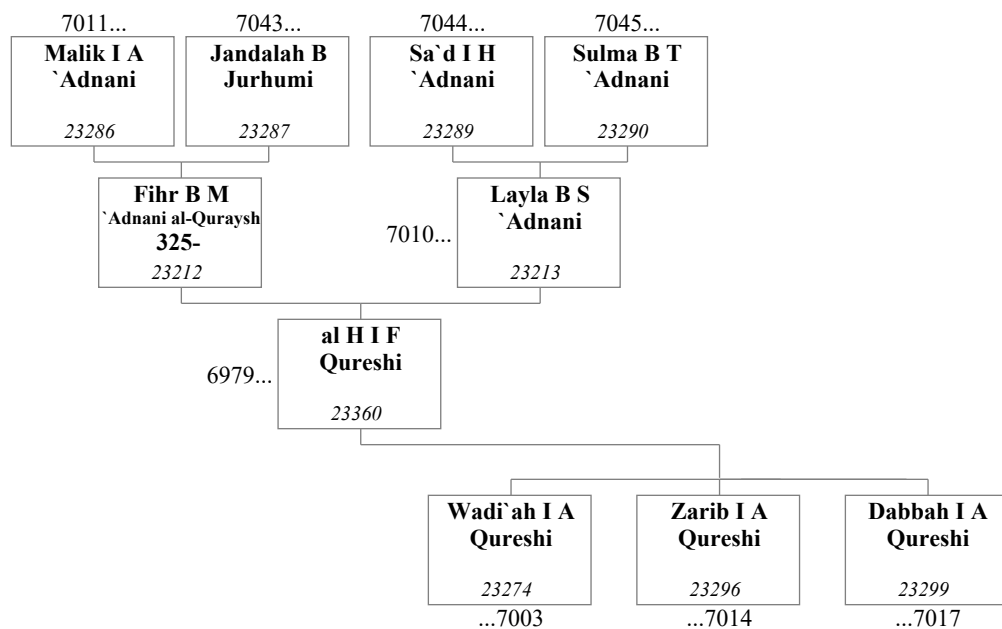 7011...
7043...
7044...
7045...
Malik I A
`Adnani
23286
Jandalah B
Jurhumi
23287
Sa`d I H
`Adnani
23289
Sulma B T
`Adnani
23290
Fihr B M
`Adnani al-Quraysh
325-
23212
7010...
Layla B S
`Adnani
23213
6979...
al H I F
Qureshi
23360
Wadi`ah I A
Qureshi
23274
...7003
Zarib I A
Qureshi
23296
...7014
Dabbah I A
Qureshi
23299
...7017